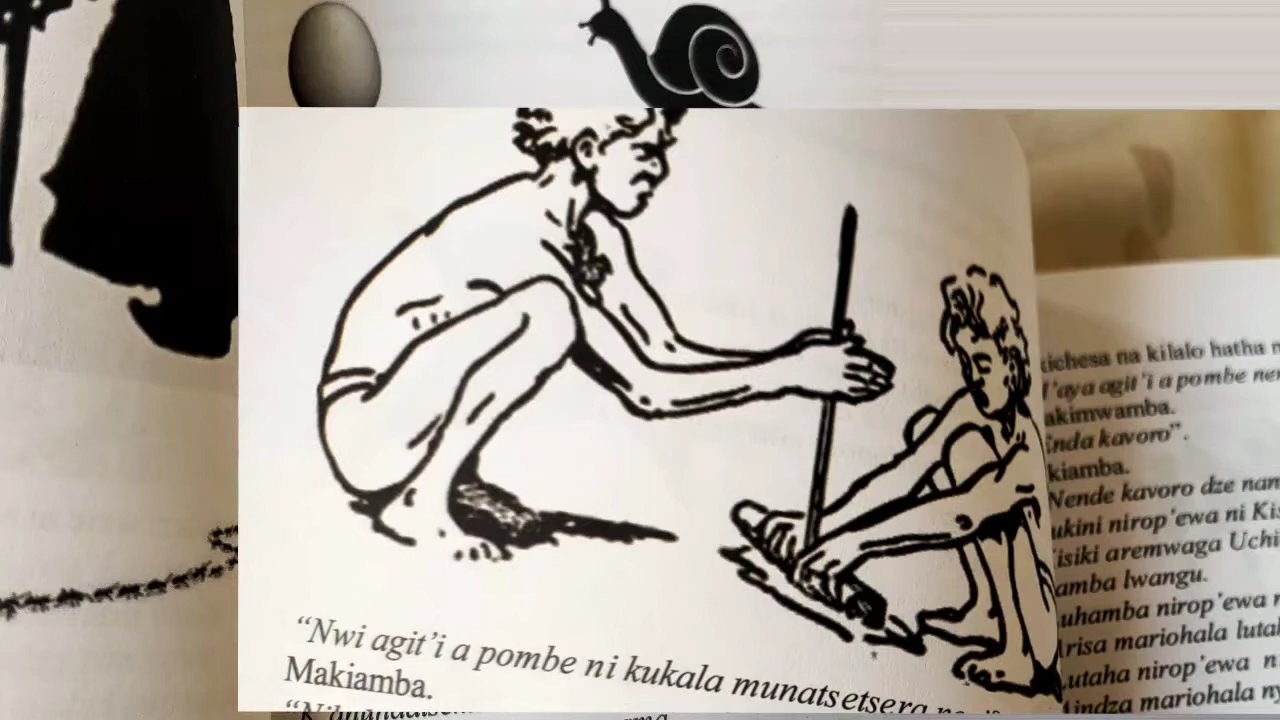 “Nwi agit’i a pombe ni kukala munatsetsera
Makiamba.
kichesa na kilalo hatha
’aya agit’i a pombe
akimwamba.
inda kavoro”.
kiamba.
Nende kavoro dze
ukini nirop’ewa ni
isiki aremwaga
amba lwangu.
uhamba nirop’ewa
risa mariohala
utaha nirop’ewa
indza mariohala